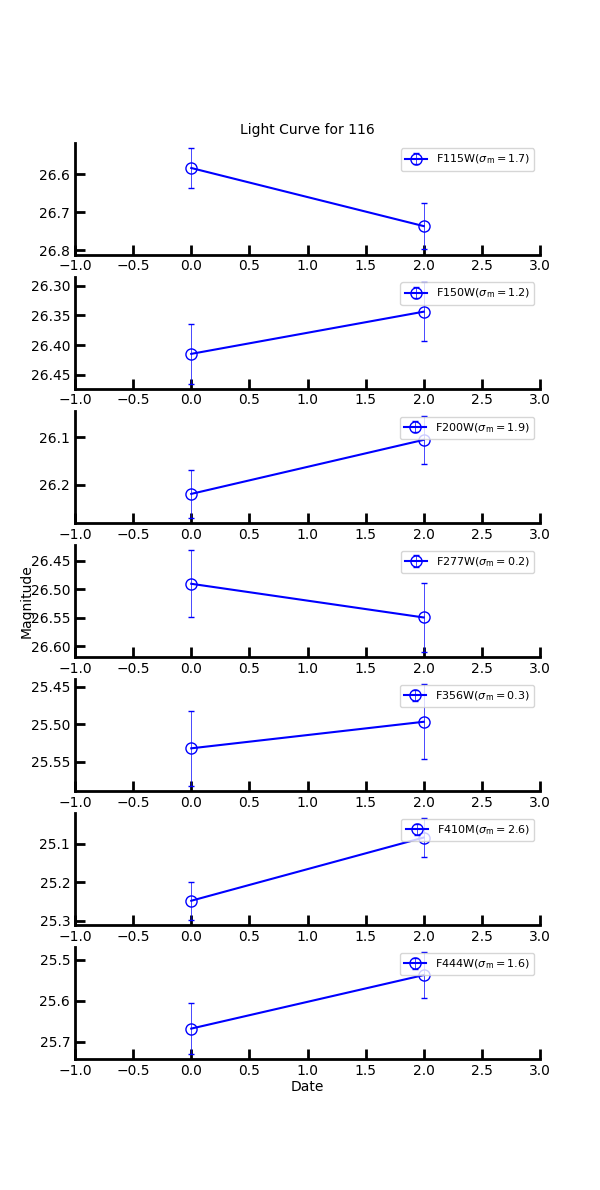 Light Curve for 116
F115W(σm = 1.7)
26.6
26.7
26.8
−1.0 −0.5 0.0 0.5 1.0 1.5 2.0 2.5 3.0
F150W(σm = 1.2)
26.30
26.35
26.40
26.45
−1.0 −0.5 0.0 0.5 1.0 1.5 2.0 2.5 3.0
F200W(σm = 1.9)
26.1
26.2
−1.0 −0.5 0.0 0.5 1.0 1.5 2.0 2.5 3.0
F277W(σm = 0.2)
26.45
26.50
26.55
26.60
Magnitude
−1.0 −0.5 0.0 0.5 1.0 1.5 2.0 2.5 3.0
F356W(σm = 0.3)
25.45
25.50
25.55
−1.0 −0.5 0.0 0.5 1.0 1.5 2.0 2.5 3.0
F410M(σm = 2.6)
25.1
25.2
25.3
−1.0 −0.5 0.0 0.5 1.0 1.5 2.0 2.5 3.0
F444W(σm = 1.6)
25.5
25.6
25.7
−1.0 −0.5 0.0 0.5 1.0 1.5 2.0 2.5 3.0
Date